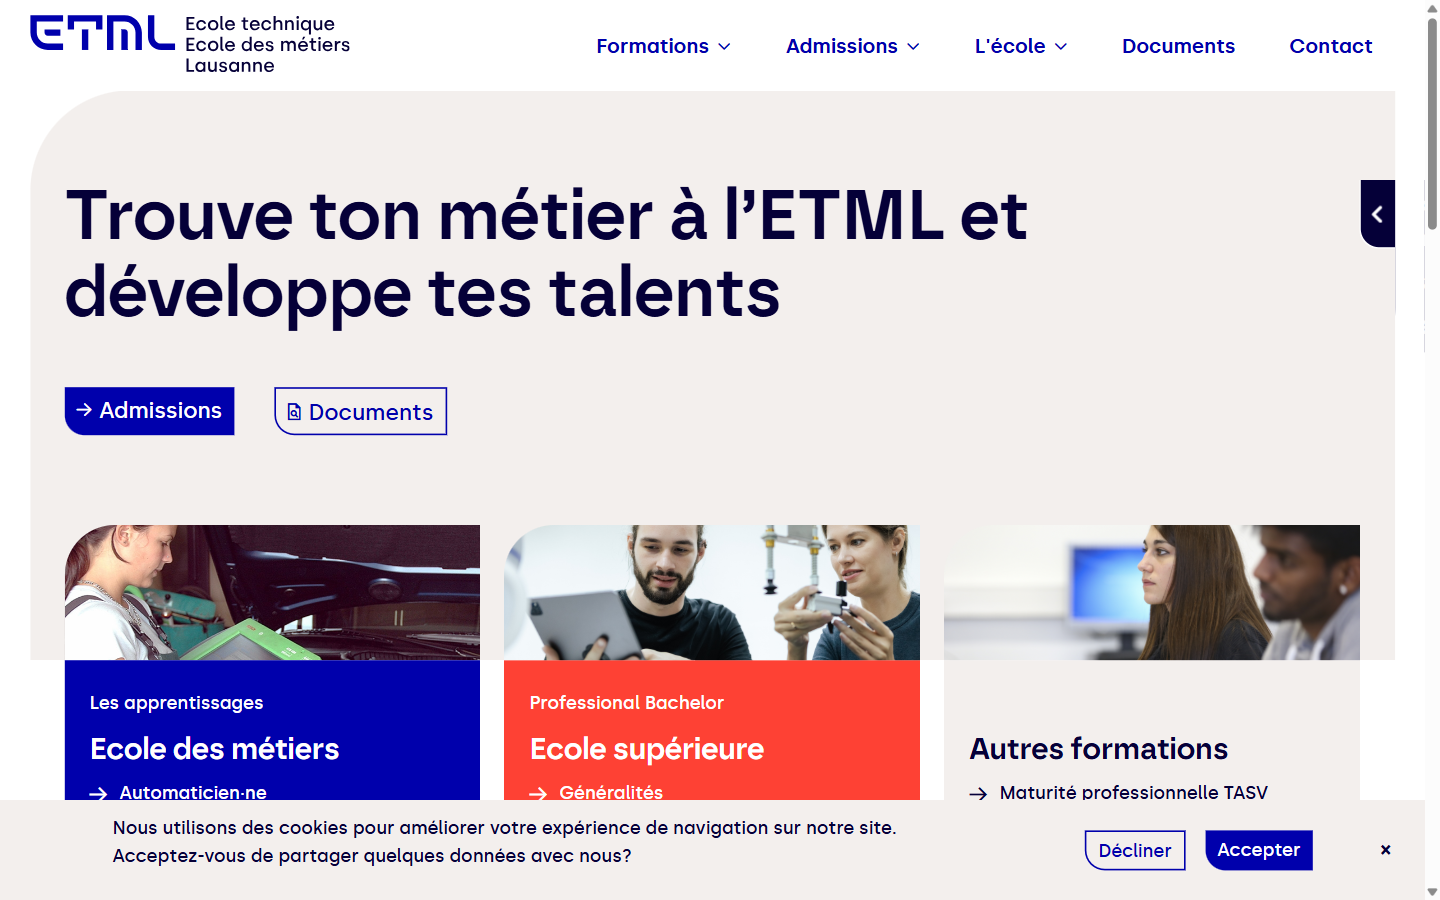 ETML
Ecole technique
Ecole des métiers
Lausanne
Formations
Admissions
L'école
Documents
Contact
Trouve ton métier à l’ETML et
développe tes talents
Admissions
Documents
Les apprentissages
Ecole des métiers
Automaticien·ne
Professional Bachelor
Ecole supérieure
Généralités
Autres formations
Maturité professionnelle TASV
Nous utilisons des cookies pour améliorer votre expérience de navigation sur notre site.
Acceptez-vous de partager quelques données avec nous?
Décliner
Accepter
×